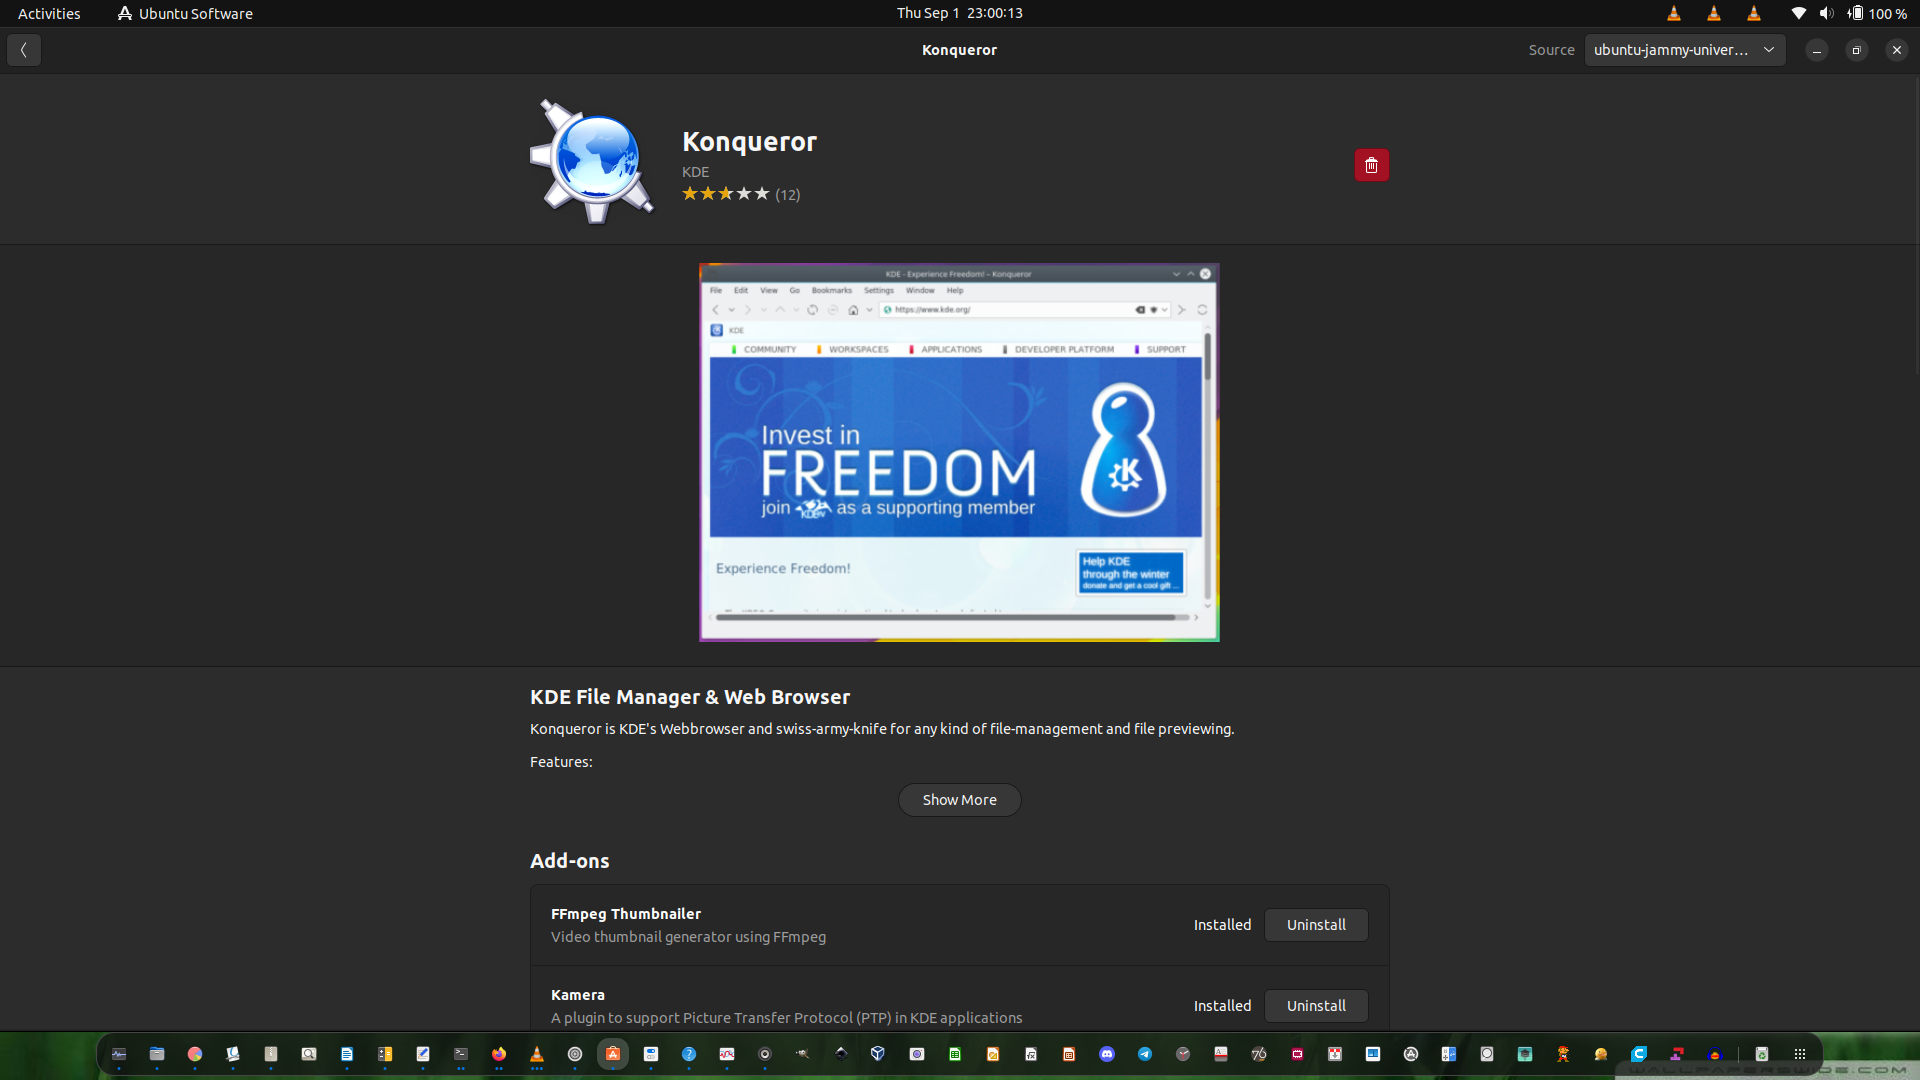 Activities
Ubuntu Software
Thu Sep 1 23:00:13
100 %
Konqueror
Source
ubuntu-jammy-univer…
Konqueror
KDE
(12)
KDE - Experience Freedom! – Konqueror
File Edit View Go Bookmarks Settings Window Help
https://www.kde.org/
KDE
COMMUNITY WORKSPACES APPLICATIONS DEVELOPER PLATFORM SUPPORT
Invest in
FREEDOM
join KDE as a supporting member
Experience Freedom!
Help KDE
through the winter
donate and get a cool gift ...
KDE File Manager & Web Browser
Konqueror is KDE's Webbrowser and swiss-army-knife for any kind of file-management and file previewing.
Features:
Show More
Add-ons
FFmpeg Thumbnailer
Video thumbnail generator using FFmpeg
Installed
Uninstall
Kamera
A plugin to support Picture Transfer Protocol (PTP) in KDE applications
Installed
Uninstall
WALLPAPERSWIDE.COM